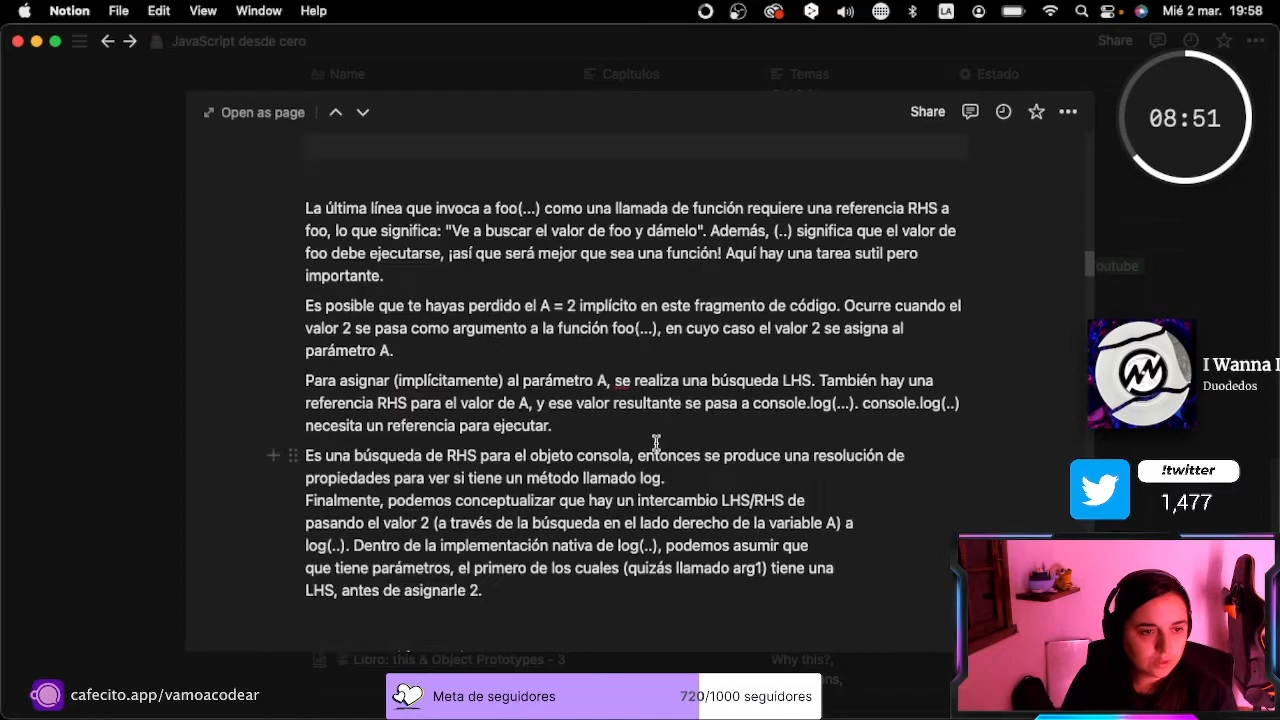 Notion File Edit View Window Help LA Mié 2 mar. 19:58
JavaScript desde cero Share
Aa Name Capítulos Temas Estado
Open as page Share
08:51
La última línea que invoca a foo(...) como una llamada de función requiere una referencia RHS a
foo, lo que significa: "Ve a buscar el valor de foo y dámelo". Además, (..) significa que el valor de
foo debe ejecutarse, ¡así que será mejor que sea una función! Aquí hay una tarea sutil pero
importante.
outube
Es posible que te hayas perdido el A = 2 implícito en este fragmento de código. Ocurre cuando el
valor 2 se pasa como argumento a la función foo(...), en cuyo caso el valor 2 se asigna al
parámetro A.
I Wanna
Duodedos
Para asignar (implícitamente) al parámetro A, se realiza una búsqueda LHS. También hay una
referencia RHS para el valor de A, y ese valor resultante se pasa a console.log(...). console.log(..)
necesita un referencia para ejecutar.
Es una búsqueda de RHS para el objeto consola, entonces se produce una resolución de
propiedades para ver si tiene un método llamado log.
Finalmente, podemos conceptualizar que hay un intercambio LHS/RHS de
pasando el valor 2 (a través de la búsqueda en el lado derecho de la variable A) a
log(..). Dentro de la implementación nativa de log(..), podemos asumir que
que tiene parámetros, el primero de los cuales (quizás llamado arg1) tiene una
LHS, antes de asignarle 2.
!twitter
1,477
Libro: this & Object Prototypes - 3 Why this?,
cafecito.app/vamoacodear
Meta de seguidores 720/1000 seguidores